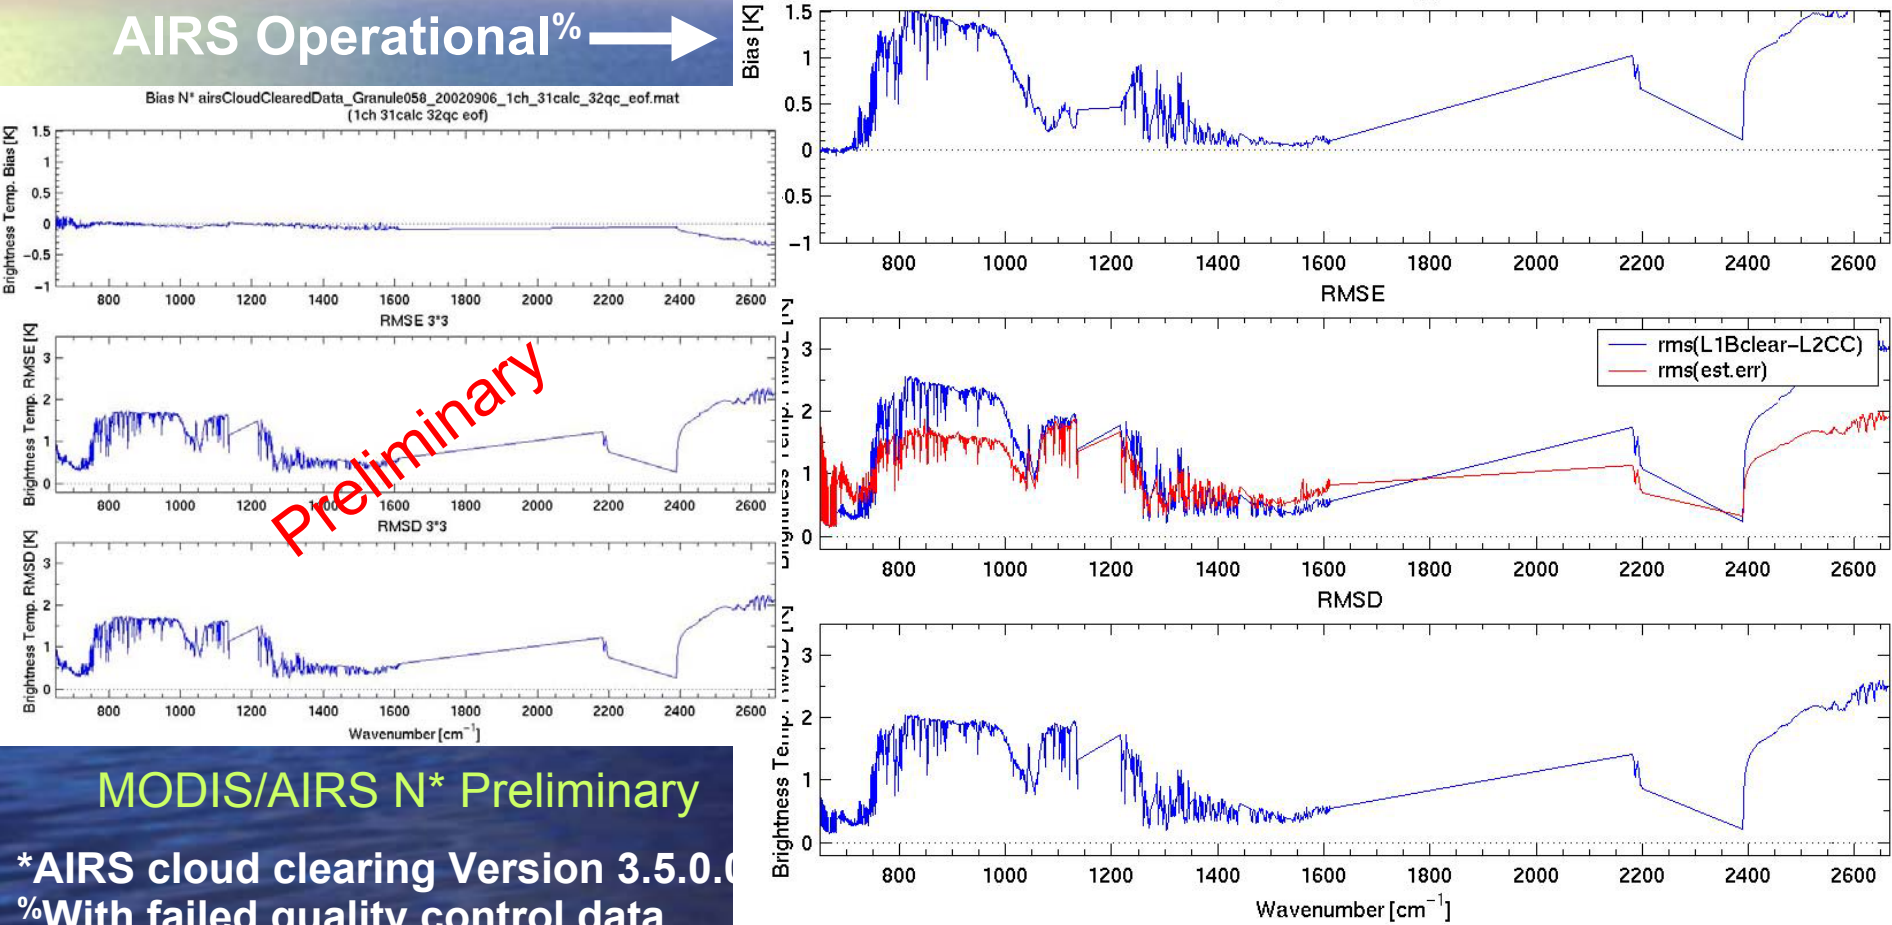 AIRS Operational%
Bias N* airsCloudClearedData_Granule058_20020906_1ch_31calc_32qc_eof.mat
(1ch 31calc 32qc eof)
Brightness Temp. Bias [K]
1.5
1
0.5
0
−0.5
−1
800 1000 1200 1400 1600 1800 2000 2200 2400 2600
RMSE 3*3
Brightness Temp. RMSE [K]
3
2
1
0
800 1000 1200 1400 1600 1800 2000 2200 2400 2600
RMSD 3*3
Brightness Temp. RMSD [K]
3
2
1
0
800 1000 1200 1400 1600 1800 2000 2200 2400 2600
Wavenumber [cm−1]
Preliminary
MODIS/AIRS N* Preliminary
*AIRS cloud clearing Version 3.5.0.0
%With failed quality control data
Bias [K]
1.5
1
0.5
0
0.5
−1
800 1000 1200 1400 1600 1800 2000 2200 2400 2600
RMSE
Brightness Temp. RMSE [K]
3
2
1
0
rms(L1Bclear−L2CC)
rms(est.err)
800 1000 1200 1400 1600 1800 2000 2200 2400 2600
RMSD
Brightness Temp. RMSD [K]
3
2
1
0
800 1000 1200 1400 1600 1800 2000 2200 2400 2600
Wavenumber [cm−1]